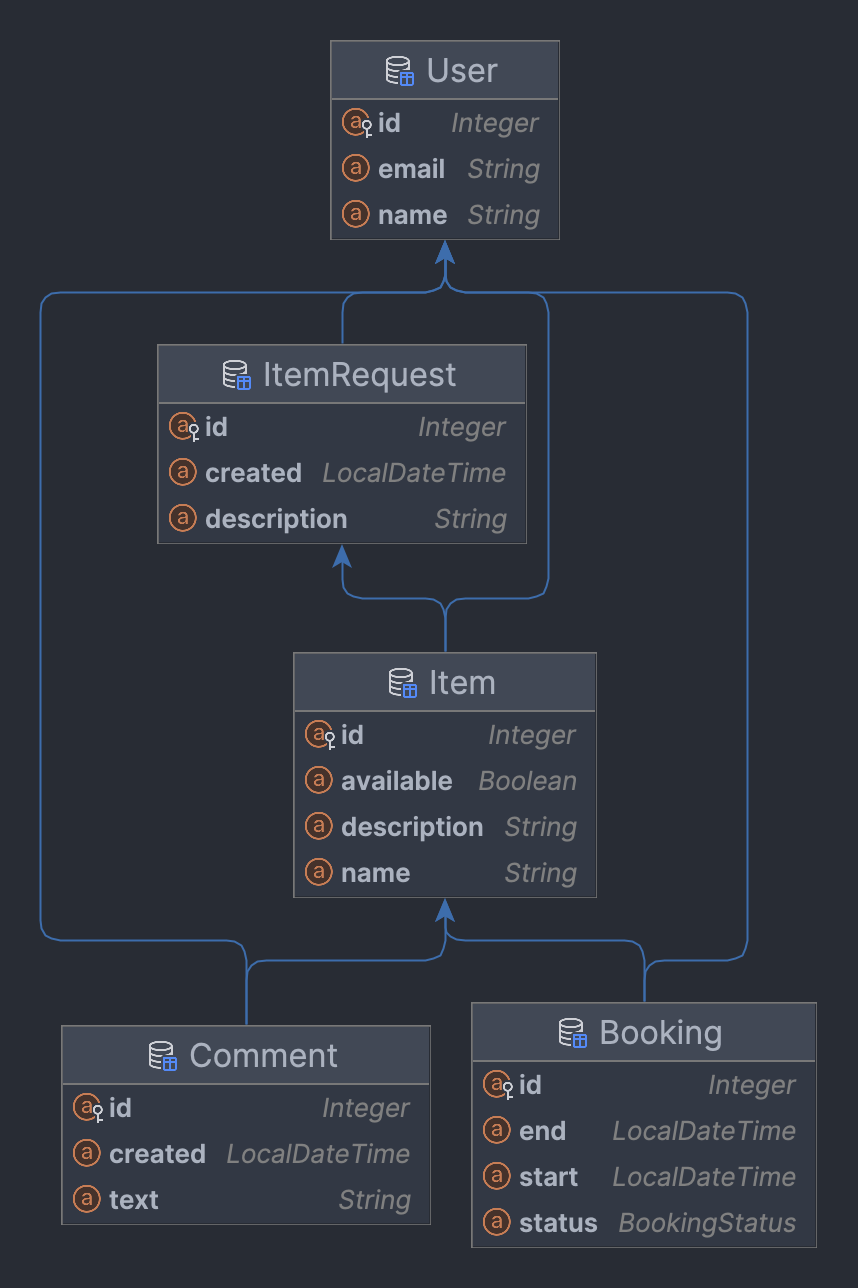 User
id Integer
email String
name String
ItemRequest
id Integer
created LocalDateTime
description String
Item
id Integer
available Boolean
description String
name String
Comment
id Integer
created LocalDateTime
text String
Booking
id Integer
end LocalDateTime
start LocalDateTime
status BookingStatus